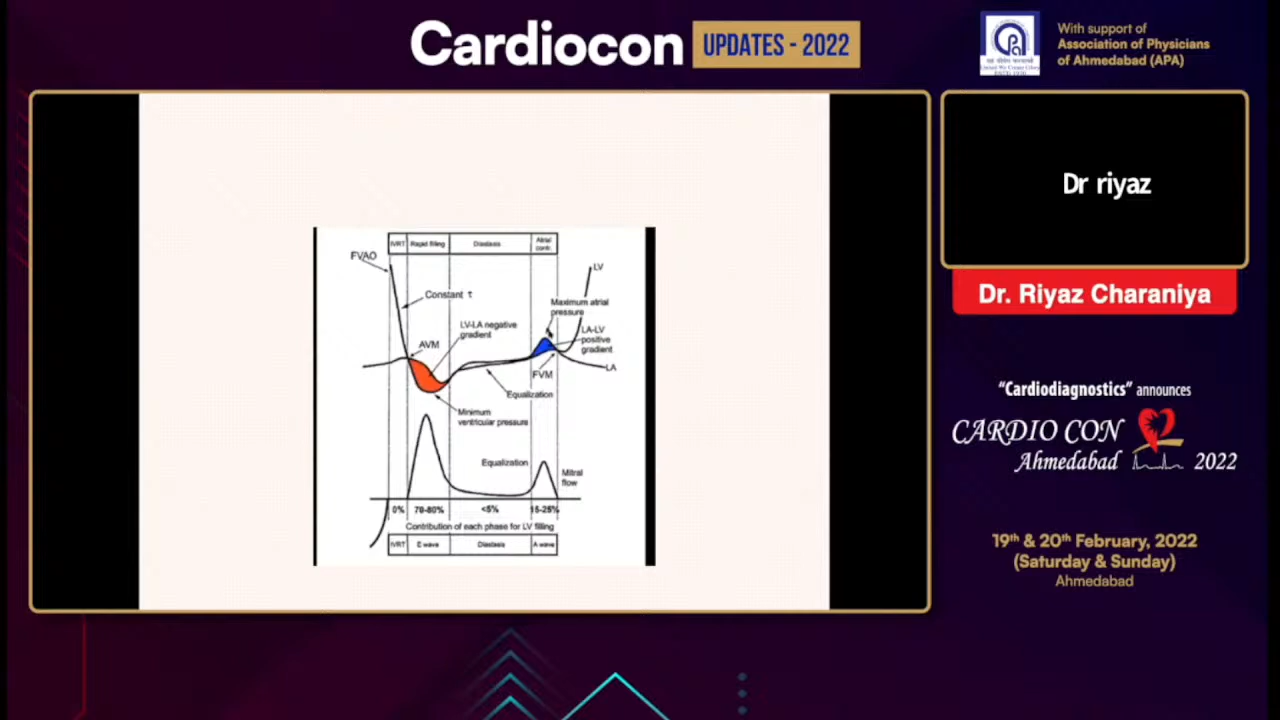 Cardiocon
UPDATES - 2022
With support of
Association of Physicians
of Ahmedabad (APA)
IVRT
Rapid filling
Diastasis
Atrial
contr.
FVAO
LV
Constant τ
Maximum atrial
pressure
LV-LA negative
gradient
LA-LV
positive
gradient
AVM
LA
FVM
Equalization
Minimum
ventricular pressure
Equalization
Mitral
flow
0%
70-80%
<5%
15-25%
Contribution of each phase for LV filling
IVRT
E wave
Diastasis
A wave
Dr riyaz
Dr. Riyaz Charaniya
“Cardiodiagnostics” announces
CARDIO CON
Ahmedabad 2022
19th & 20th February, 2022
(Saturday & Sunday)
Ahmedabad